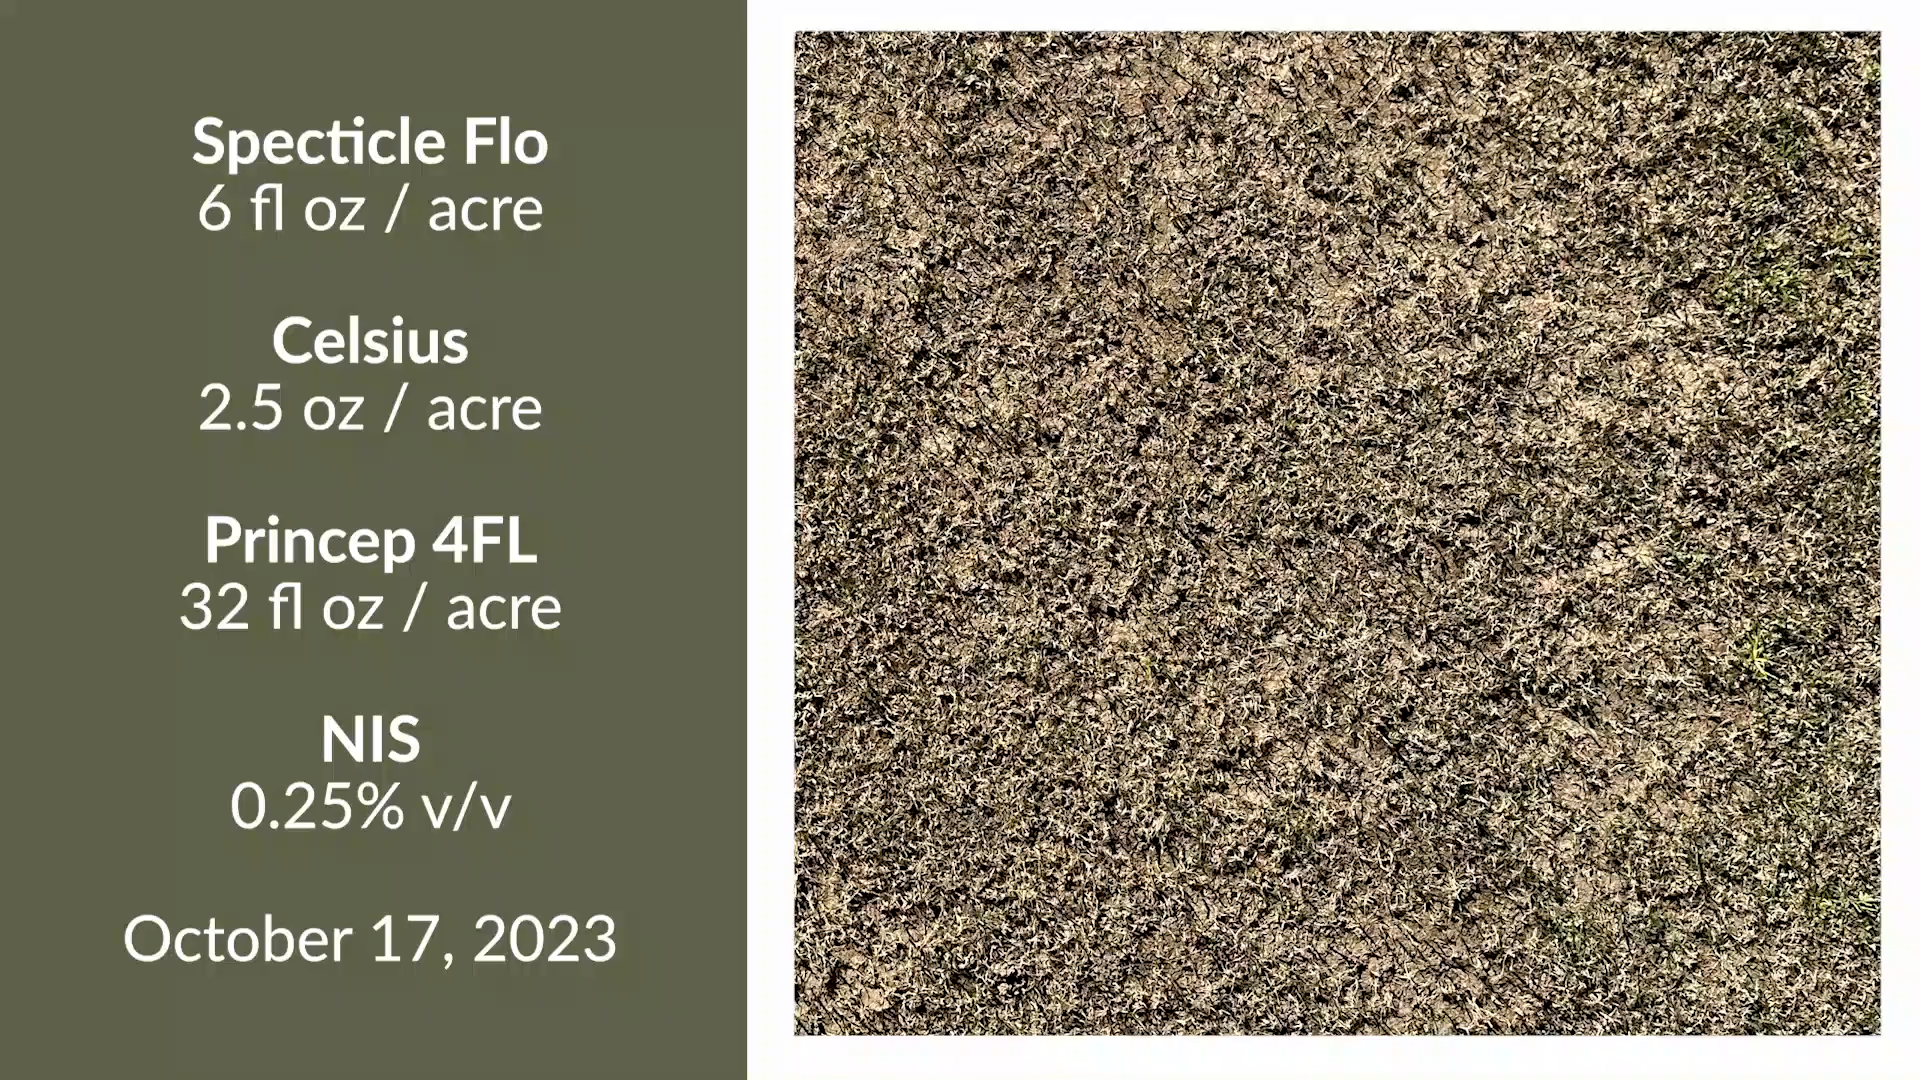 Specticle Flo
6 fl oz / acre
Celsius
2.5 oz / acre
Princep 4FL
32 fl oz / acre
NIS
0.25% v/v
October 17, 2023